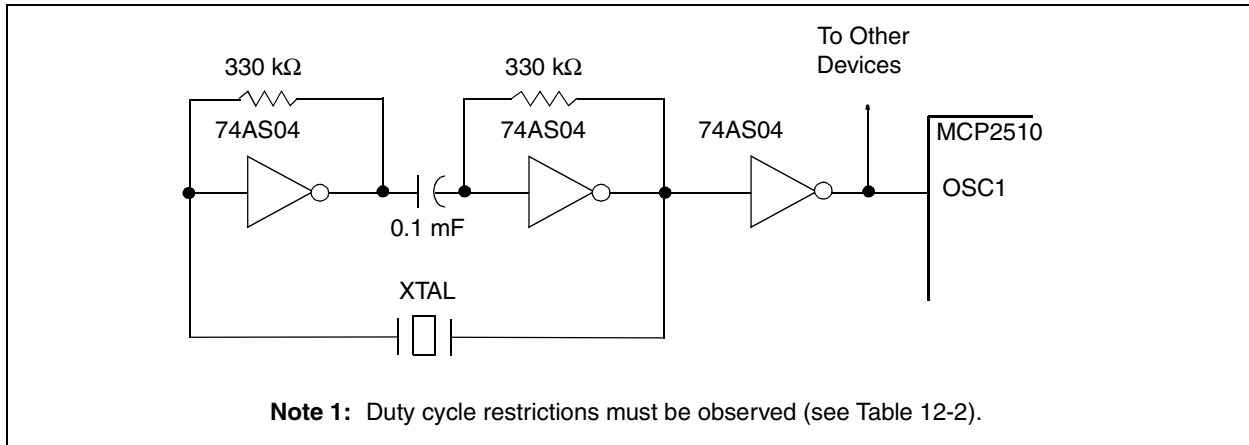 To Other
Devices
330 kΩ
330 kΩ
74AS04
74AS04
74AS04
MCP2510
OSC1
0.1 mF
XTAL
Note 1: Duty cycle restrictions must be observed (see Table 12-2).